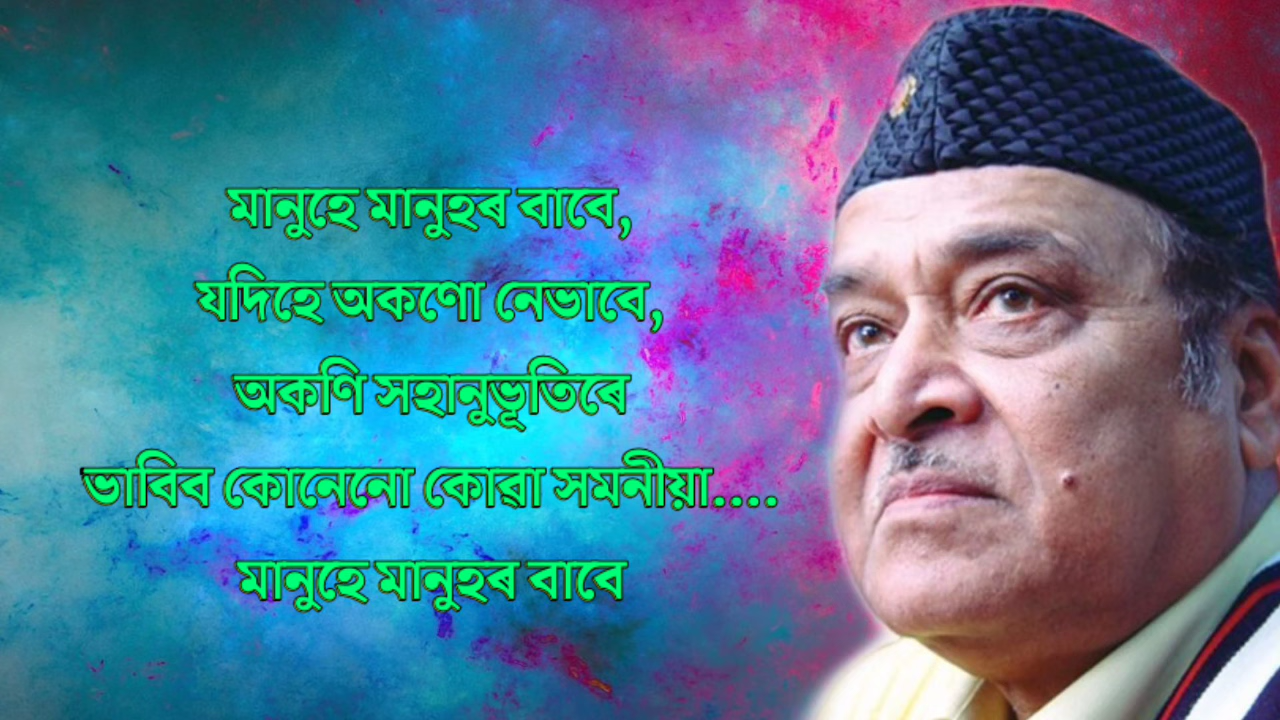 মানুহে মানুহৰ বাবে,
যদিহে অকণো নেভাবে,
অকণি সহানুভূতিৰে
ভাবিব কোনেনো কোৱা সমনীয়া....
মানুহে মানুহৰ বাবে